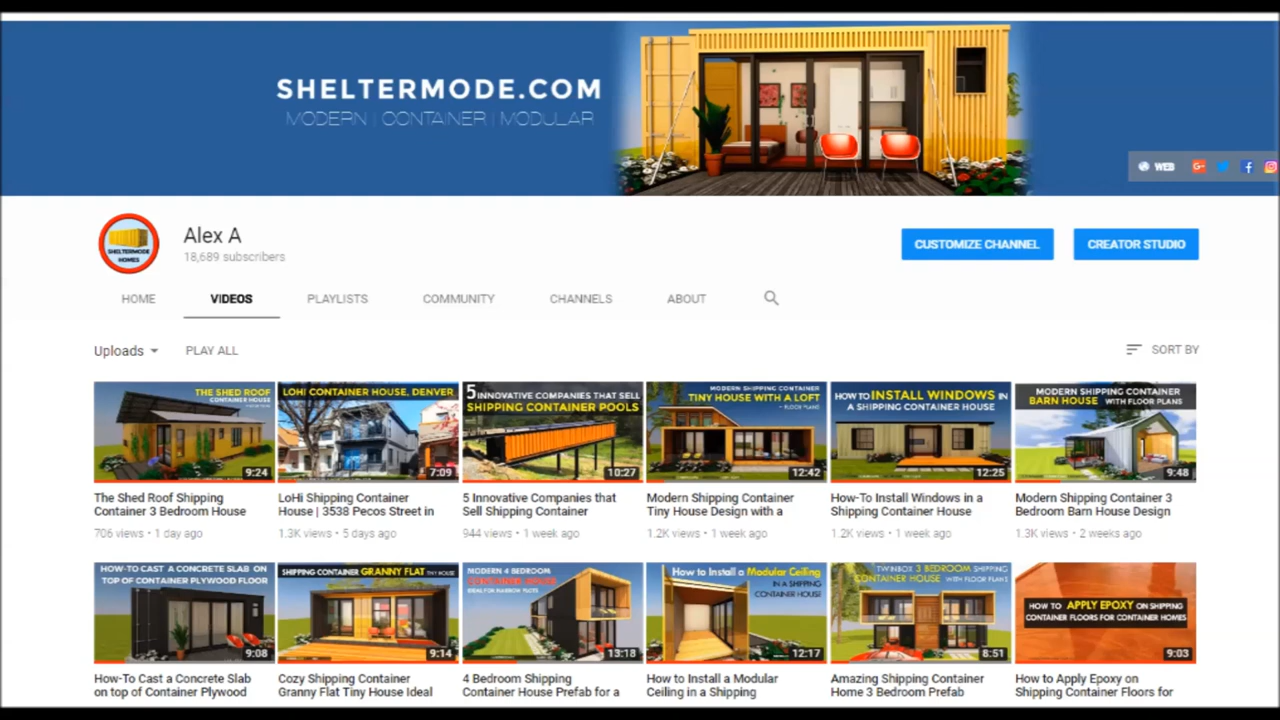 SHELTERMODE.COM
MODERN | CONTAINER | MODULAR
WEB
SHELTERMODE
HOMES
Alex A
18,689 subscribers
CUSTOMIZE CHANNEL
CREATOR STUDIO
HOME VIDEOS PLAYLISTS COMMUNITY CHANNELS ABOUT
Uploads PLAY ALL
SORT BY
THE SHED ROOF
CONTAINER HOUSE
9:24
The Shed Roof Shipping
Container 3 Bedroom House
706 views • 1 day ago
LOHI CONTAINER HOUSE, DENVER
7:09
LoHi Shipping Container
House | 3538 Pecos Street in
1.3K views • 5 days ago
5 INNOVATIVE COMPANIES THAT SELL
SHIPPING CONTAINER POOLS
10:27
5 Innovative Companies that
Sell Shipping Container
944 views • 1 week ago
MODERN SHIPPING CONTAINER
TINY HOUSE WITH A LOFT
+ FLOOR PLANS
12:42
Modern Shipping Container
Tiny House Design with a
1.2K views • 1 week ago
HOW TO INSTALL WINDOWS IN
A SHIPPING CONTAINER HOUSE
12:25
How-To Install Windows in a
Shipping Container House
1.2K views • 1 week ago
MODERN SHIPPING CONTAINER
BARN HOUSE WITH FLOOR PLANS
9:48
Modern Shipping Container 3
Bedroom Barn House Design
1.3K views • 2 weeks ago
HOW-TO CAST A CONCRETE SLAB ON
TOP OF CONTAINER PLYWOOD FLOOR
9:08
How-To Cast a Concrete Slab
on top of Container Plywood
SHIPPING CONTAINER GRANNY FLAT TINY HOUSE
9:14
Cozy Shipping Container
Granny Flat Tiny House Ideal
MODERN 4 BEDROOM
CONTAINER HOUSE
IDEAL FOR NARROW PLOTS
13:18
4 Bedroom Shipping
Container House Prefab for a
How to Install a Modular Ceiling
IN A SHIPPING
CONTAINER HOUSE
12:17
How to Install a Modular
Ceiling in a Shipping
TWINBOX 3 BEDROOM SHIPPING
CONTAINER HOUSE WITH FLOOR PLANS
8:51
Amazing Shipping Container
Home 3 Bedroom Prefab
HOW TO APPLY EPOXY ON SHIPPING
CONTAINER FLOORS FOR CONTAINER HOMES
9:03
How to Apply Epoxy on
Shipping Container Floors for